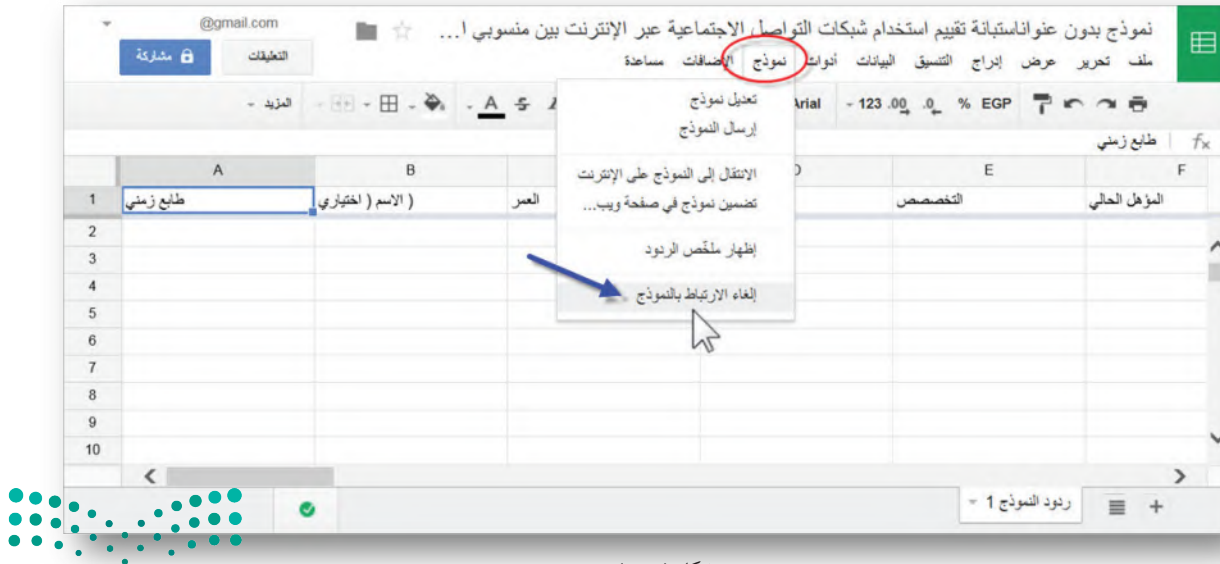 @gmail.com
نموذج بدون عنواناستبانة تقييم استخدام شبكات التواصل الاجتماعية عبر الإنترنت بين منسوبي ا...
ملف تحرير عرض إدراج التنسيق البيانات أدوات نموذج الإضافات مساعدة
التعليقات
مشاركة
Arial 123 .00 .0 % EGP
A S
المزيد
fx طابع زمني
A B D E F
1 طابع زمني
الاسم ( اختياري )
العمر
التخصصص
المؤهل الحالي
2
3
4
5
6
7
8
9
10
تعديل نموذج
إرسال النموذج
الانتقال إلى النموذج على الإنترنت
تضمين نموذج في صفحة ويب...
إظهار ملخّص الردود
إلغاء الارتباط بالنموذج
ردود النموذج 1